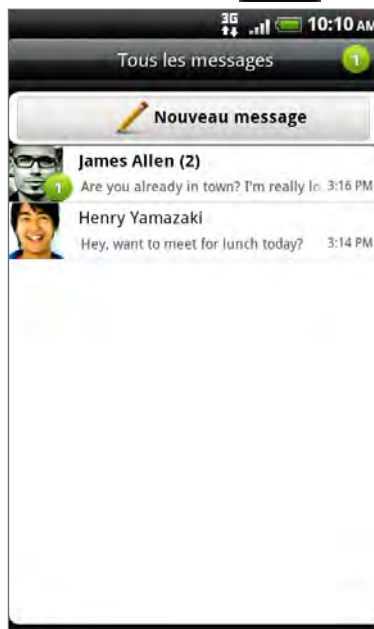 3G 10:10 AM
Tous les messages 1
Nouveau message
James Allen (2)
1 Are you already in town? I'm really lo 3:16 PM
Henry Yamazaki
Hey, want to meet for lunch today? 3:14 PM